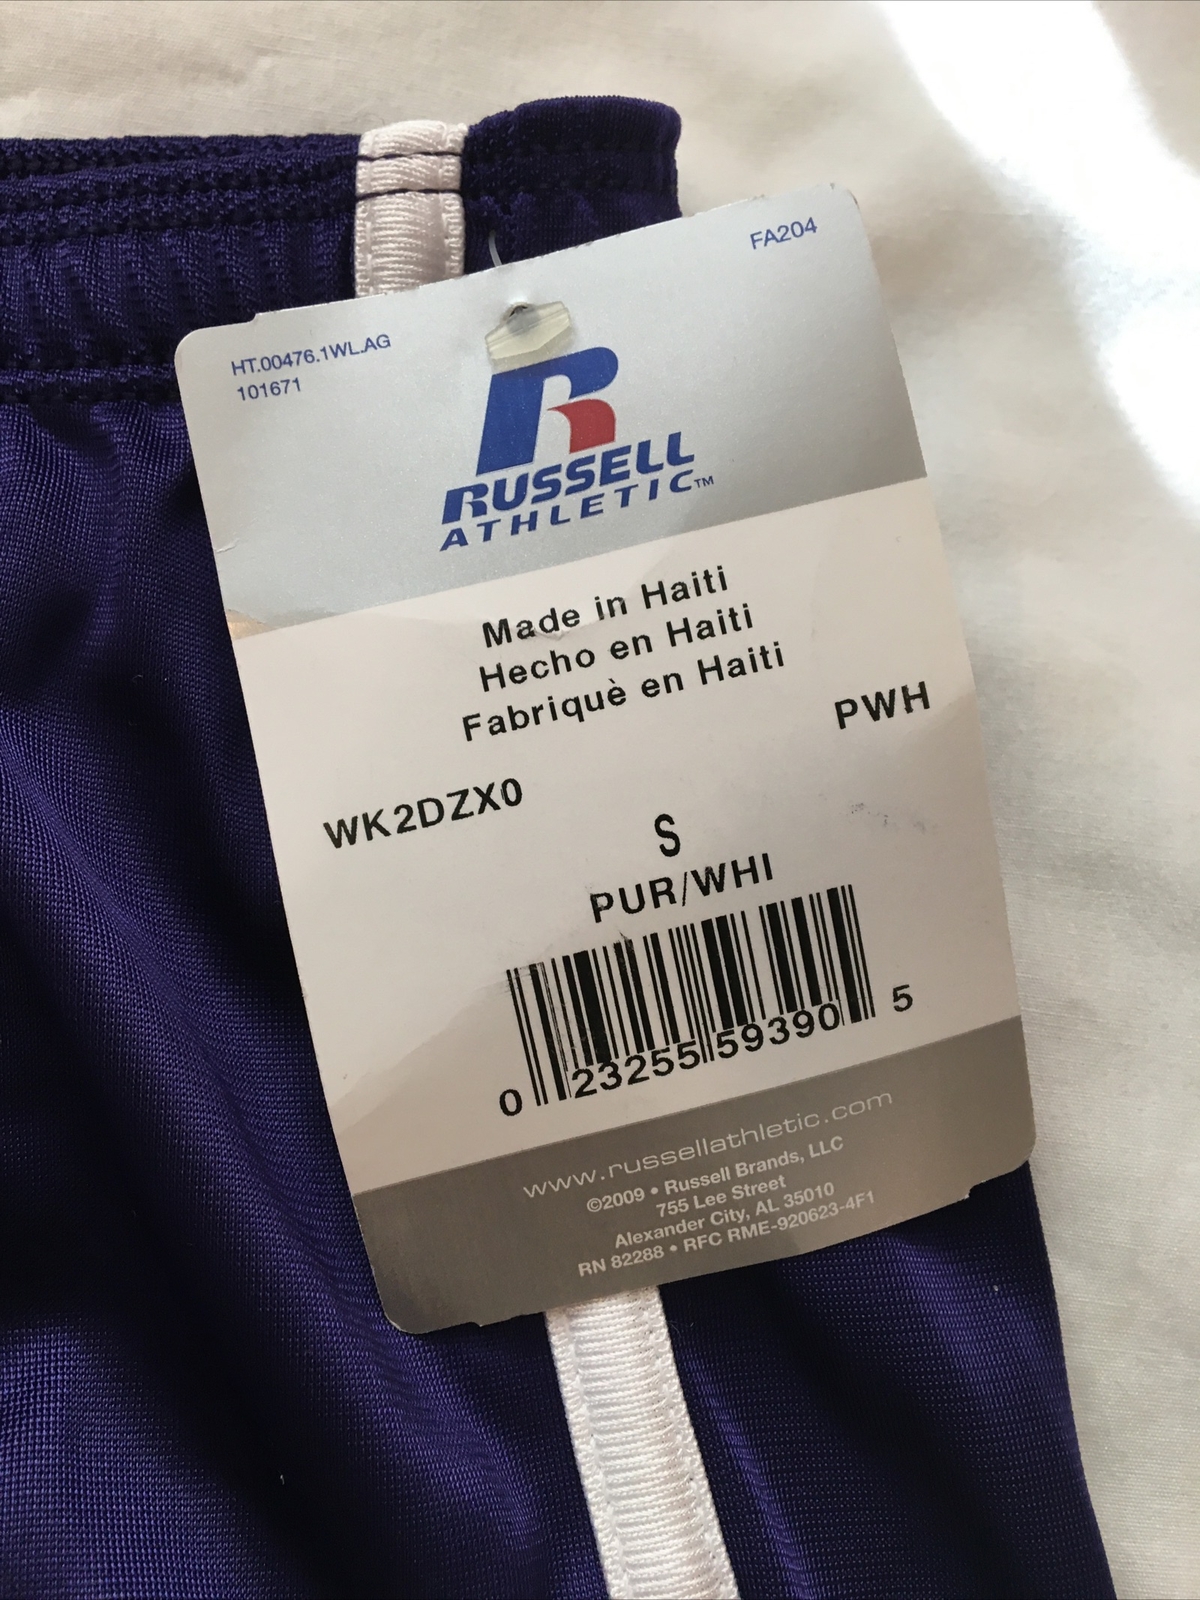 FA204
HT.00476.1WL.AG
101671
RUSSELL
ATHLETIC™
Made in Haiti
Hecho en Haiti
Fabriquè en Haiti
PWH
WK2DZX0
S
PUR/WHI
0 23255 59390 5
www.russellathletic.com
©2009 • Russell Brands, LLC
755 Lee Street
Alexander City, AL 35010
RN 82288 • RFC RME-920623-4F1